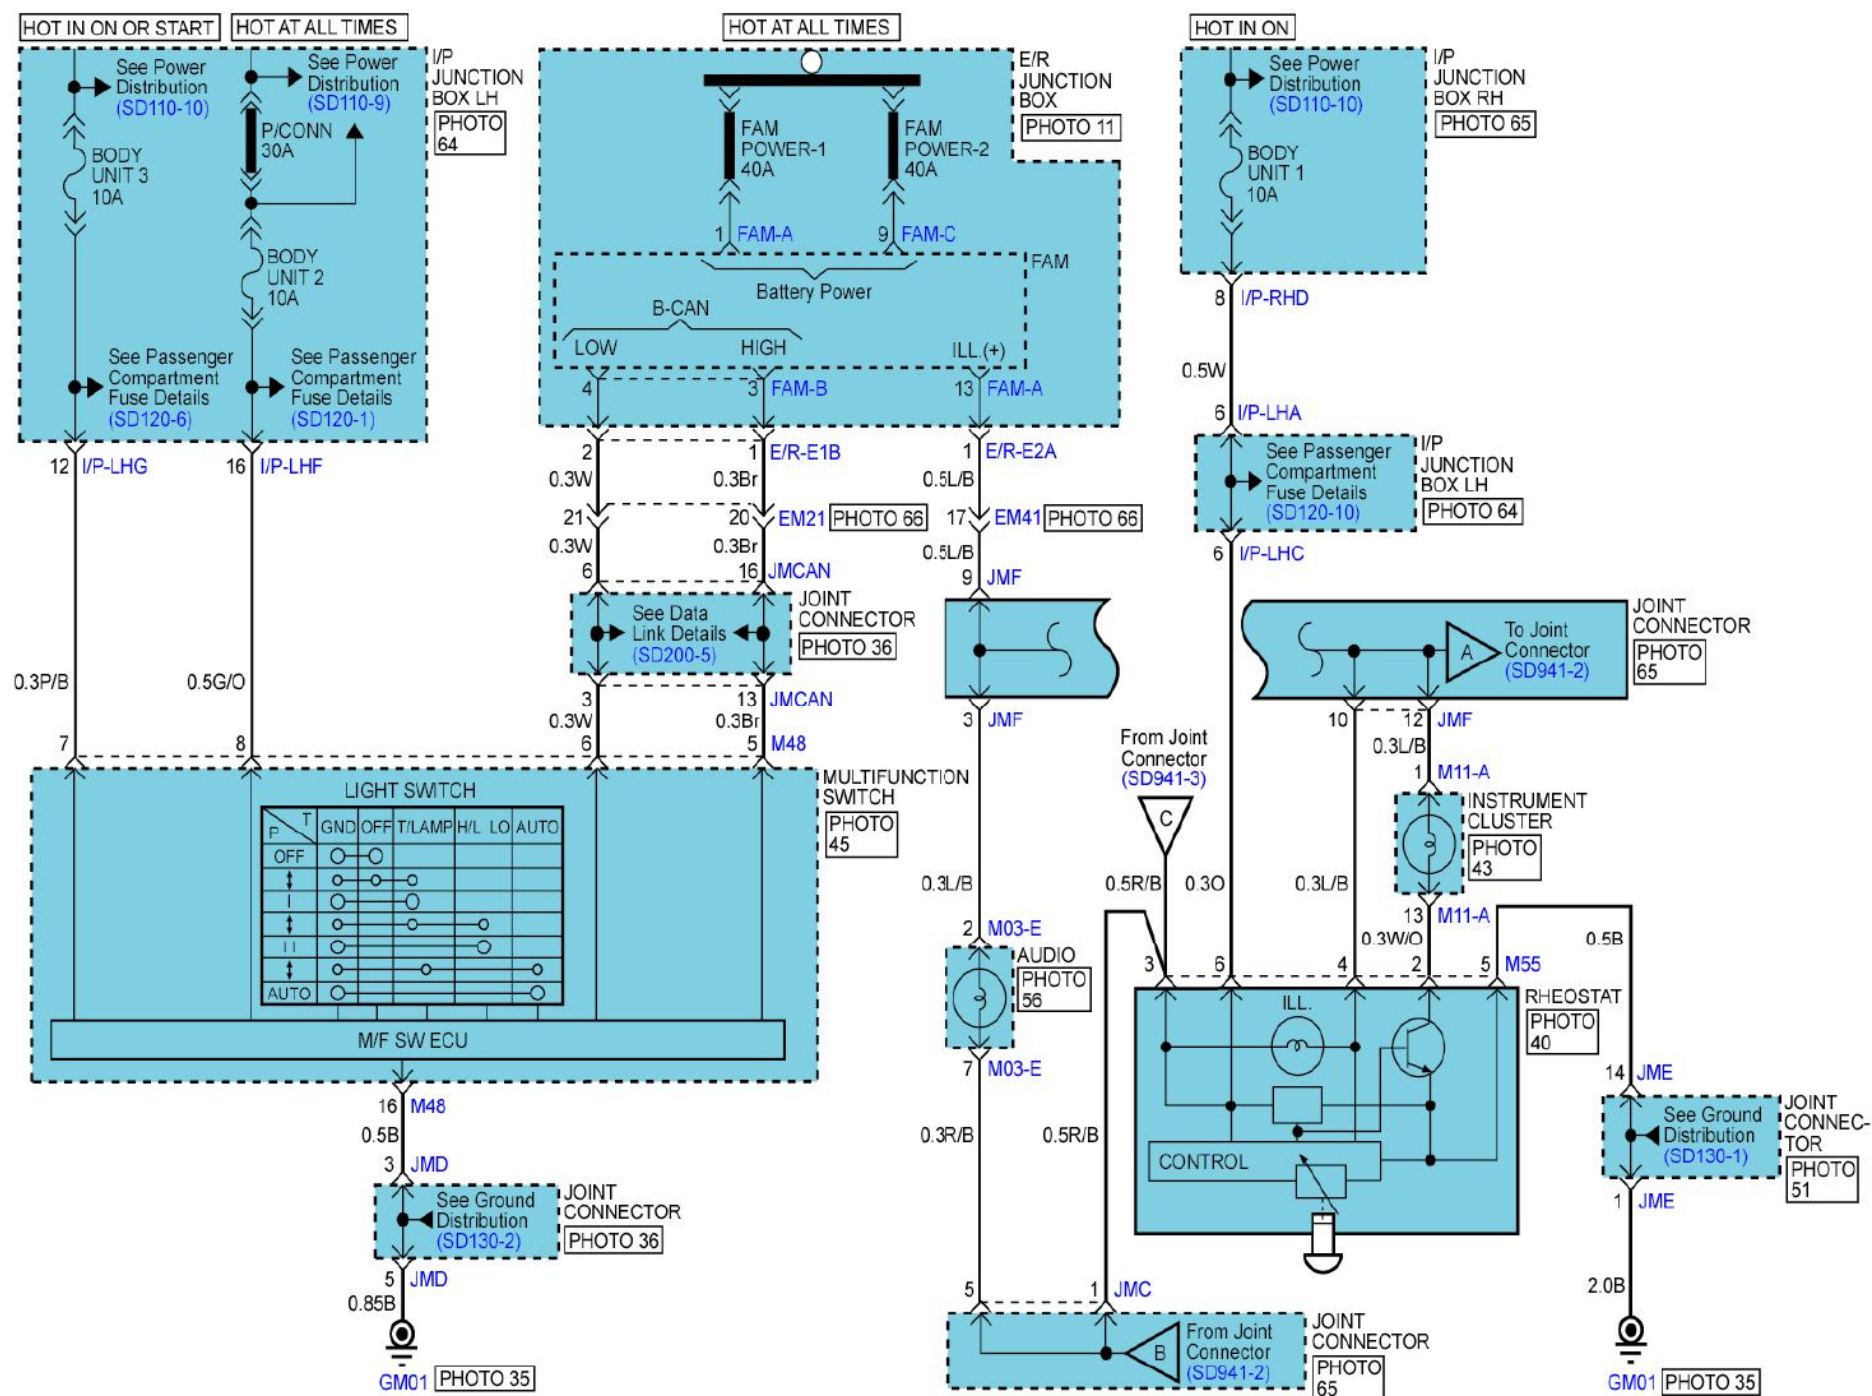 HOT IN ON OR START
HOT AT ALL TIMES
HOT AT ALL TIMES
HOT IN ON
See Power
Distribution
(SD110-10)
See Power
Distribution
(SD110-9)
I/P
JUNCTION
BOX LH
PHOTO
64
P/CONN
30A
BODY
UNIT 3
10A
BODY
UNIT 2
10A
See Passenger
Compartment
Fuse Details
(SD120-6)
See Passenger
Compartment
Fuse Details
(SD120-1)
12 I/P-LHG
16 I/P-LHF
0.3P/B
0.5G/O
7
8
E/R
JUNCTION
BOX
PHOTO 11
FAM
POWER-1
40A
FAM
POWER-2
40A
1 FAM-A
9 FAM-C
FAM
Battery Power
B-CAN
LOW
HIGH
ILL.(+)
4
3 FAM-B
13 FAM-A
2
1 E/R-E1B
1 E/R-E2A
0.3W
0.3Br
0.5L/B
21
20 EM21 PHOTO 66
17 EM41 PHOTO 66
0.3W
0.3Br
0.5L/B
6
16 JMCAN
9 JMF
See Data
Link Details
(SD200-5)
JOINT
CONNECTOR
PHOTO 36
3
13 JMCAN
3 JMF
0.3W
0.3Br
6
5 M48
LIGHT SWITCH
MULTIFUNCTION
SWITCH
PHOTO
45
P T GND OFF T/LAMP H/L LO AUTO
OFF
I
II
AUTO
M/F SW ECU
16 M48
0.5B
3 JMD
See Ground
Distribution
(SD130-2)
JOINT
CONNECTOR
PHOTO 36
5 JMD
0.85B
GM01 PHOTO 35
0.3L/B
2 M03-E
AUDIO
PHOTO
56
7 M03-E
0.3R/B
0.5R/B
5
1 JMC
B
From Joint
Connector
(SD941-2)
JOINT
CONNECTOR
PHOTO
65
See Power
Distribution
(SD110-10)
I/P
JUNCTION
BOX RH
PHOTO 65
BODY
UNIT 1
10A
8 I/P-RHD
0.5W
6 I/P-LHA
See Passenger
Compartment
Fuse Details
(SD120-10)
I/P
JUNCTION
BOX LH
PHOTO 64
6 I/P-LHC
A
To Joint
Connector
(SD941-2)
JOINT
CONNECTOR
PHOTO
65
10
12 JMF
From Joint
Connector
(SD941-3)
C
0.3L/B
1 M11-A
INSTRUMENT
CLUSTER
PHOTO
43
0.5R/B
0.3O
0.3L/B
13 M11-A
0.3W/O
0.5B
3
6
4
2
5 M55
ILL.
RHEOSTAT
PHOTO
40
CONTROL
14 JME
See Ground
Distribution
(SD130-1)
JOINT
CONNEC-
TOR
PHOTO
51
1 JME
2.0B
GM01 PHOTO 35